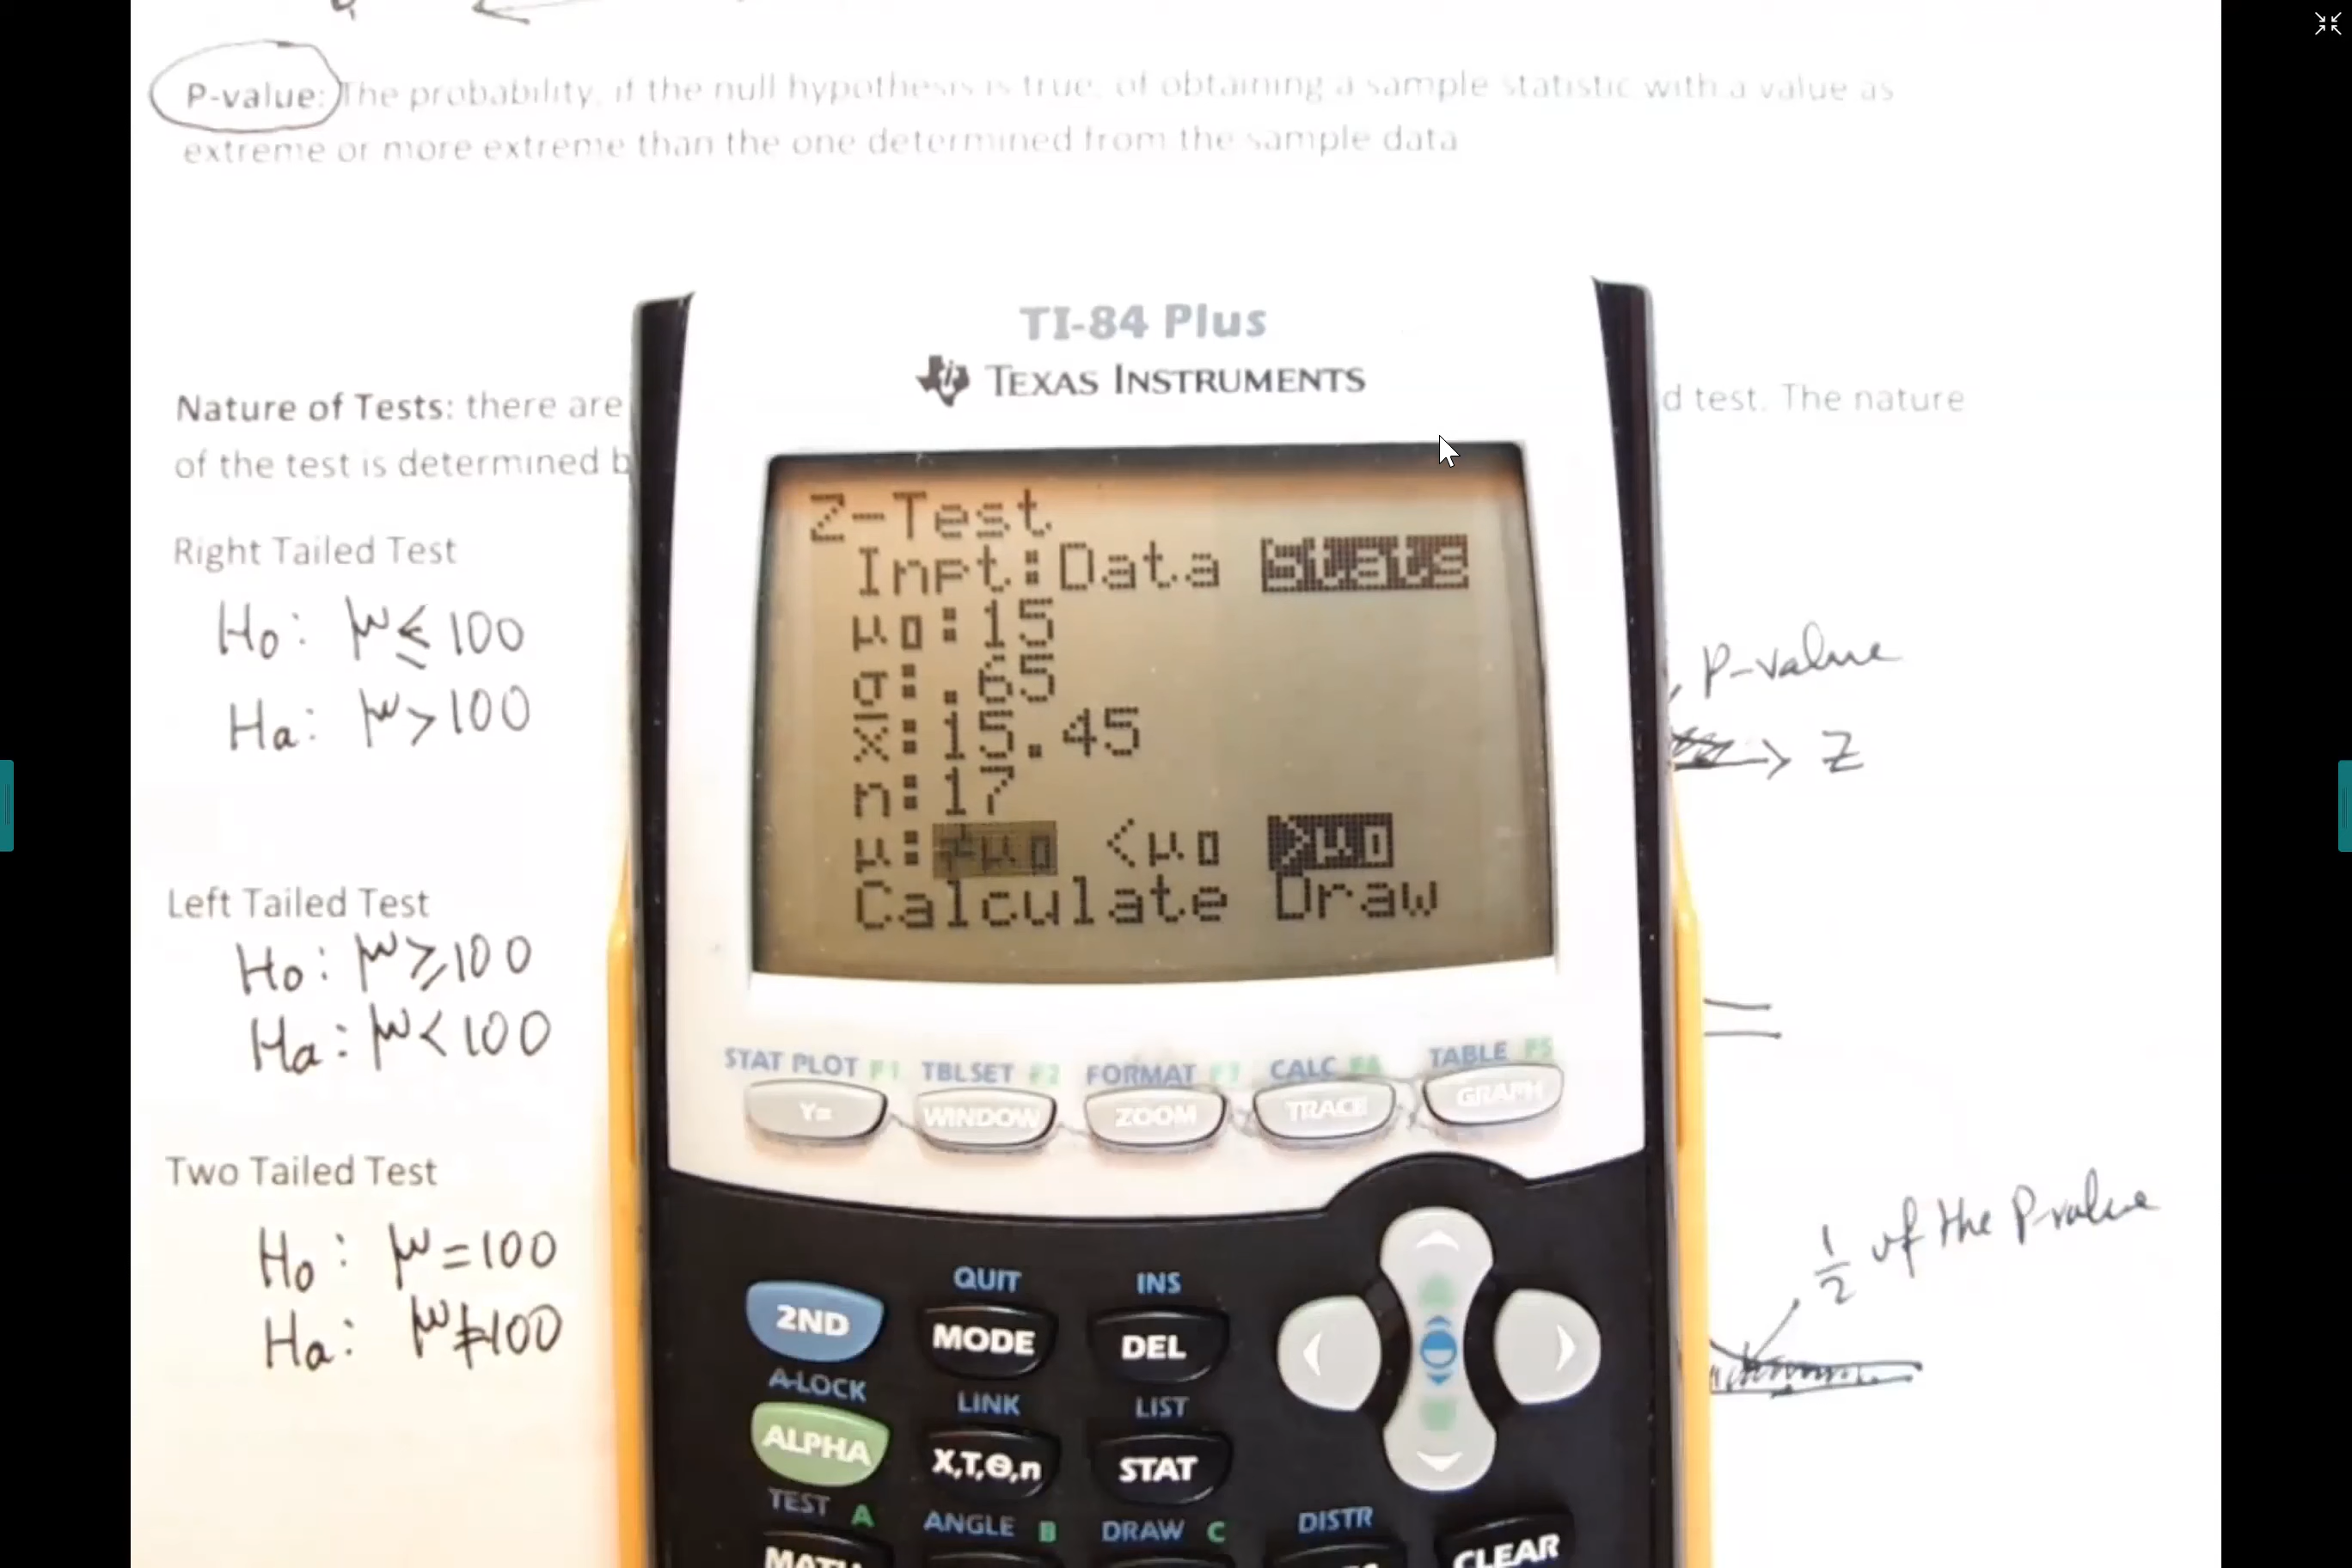 P-value: The probability, if the null hypothesis is true, of obtaining a sample statistic with a value as
extreme or more extreme than the one determined from the sample data
TI-84 Plus
TEXAS INSTRUMENTS
Nature of Tests: there are
d test. The nature
of the test is determined b
Right Tailed Test
Ho: μ ≤ 100
Ha: μ > 100
Z-Test
Inpt:Data Stats
μ0:15
σ:.65
x̄:15.45
n:17
μ:≠μ0 <μ0 >μ0
Calculate Draw
P-value
Z
Left Tailed Test
Ho: μ ≥ 100
Ha: μ < 100
STAT PLOT F1 TBLSET F2 FORMAT F3 CALC F4 TABLE F5
Y= WINDOW ZOOM TRACE GRAPH
Two Tailed Test
Ho: μ = 100
Ha: μ ≠ 100
1/2 of the P-value
QUIT INS
2ND MODE DEL
A-LOCK LINK LIST
ALPHA X,T,Θ,n STAT
TEST A ANGLE B DRAW C DISTR
MATH CLEAR